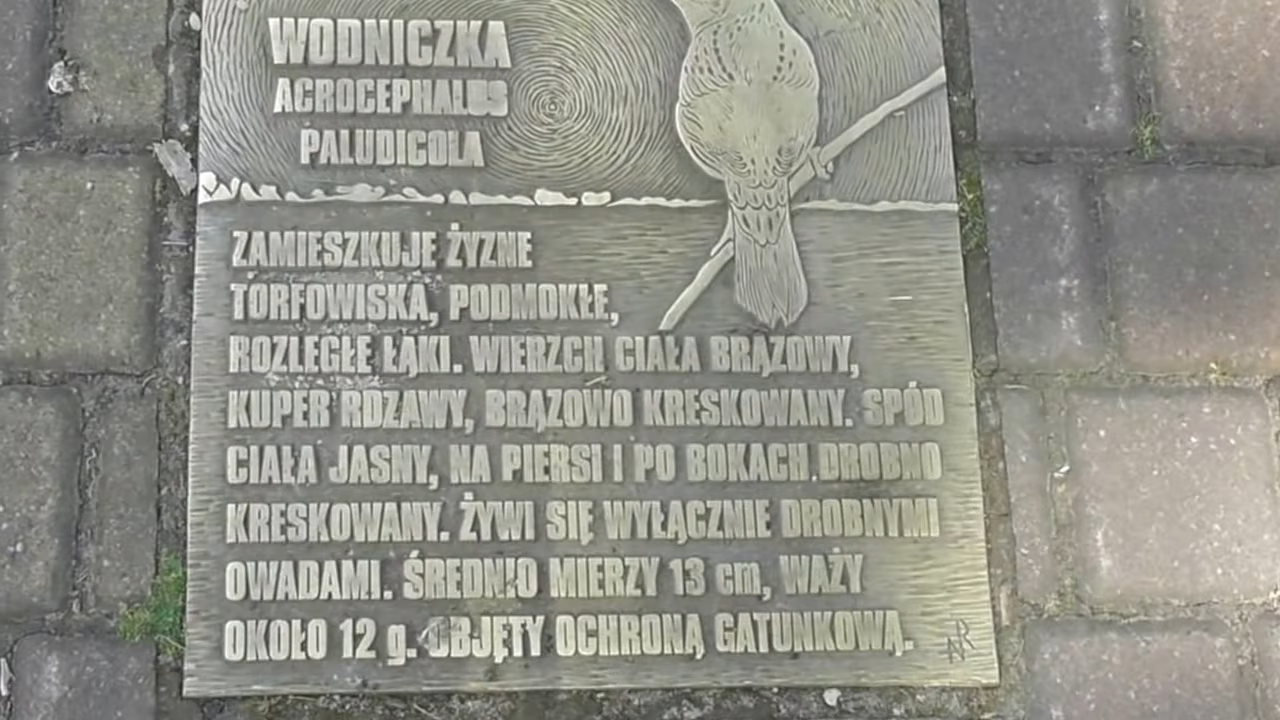 WODNICZKA
ACROCEPHALUS
PALUDICOLA
ZAMIESZKUJE ŻYZNE
TORFOWISKA, PODMOKŁE,
ROZLEGŁE ŁĄKI. WIERZCH CIAŁA BRĄZOWY,
KUPER RDZAWY, BRĄZOWO KRESKOWANY. SPÓD
CIAŁA JASNY, NA PIERSI I PO BOKACH DROBNO
KRESKOWANY. ŻYWI SIĘ WYŁĄCZNIE DROBNYMI
OWADAMI. ŚREDNIO MIERZY 13 cm, WAŻY
OKOŁO 12 g. OBJĘTY OCHRONĄ GATUNKOWĄ.